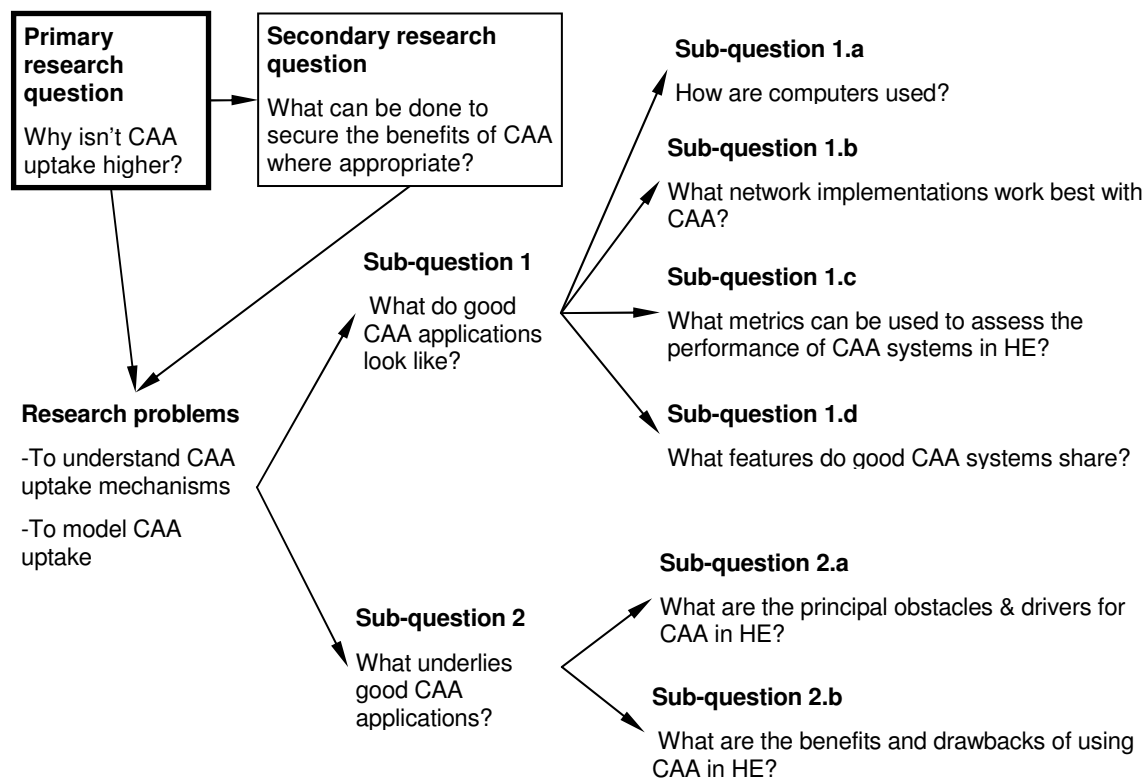 Primary
research
question
Why isn't CAA
uptake higher?
Secondary research
question
What can be done to
secure the benefits of CAA
where appropriate?
Research problems
-To understand CAA
uptake mechanisms
-To model CAA
uptake
Sub-question 1
What do good
CAA applications
look like?
Sub-question 1.a
How are computers used?
Sub-question 1.b
What network implementations work best with
CAA?
Sub-question 1.c
What metrics can be used to assess the
performance of CAA systems in HE?
Sub-question 1.d
What features do good CAA systems share?
Sub-question 2
What underlies
good CAA
applications?
Sub-question 2.a
What are the principal obstacles & drivers for
CAA in HE?
Sub-question 2.b
What are the benefits and drawbacks of using
CAA in HE?